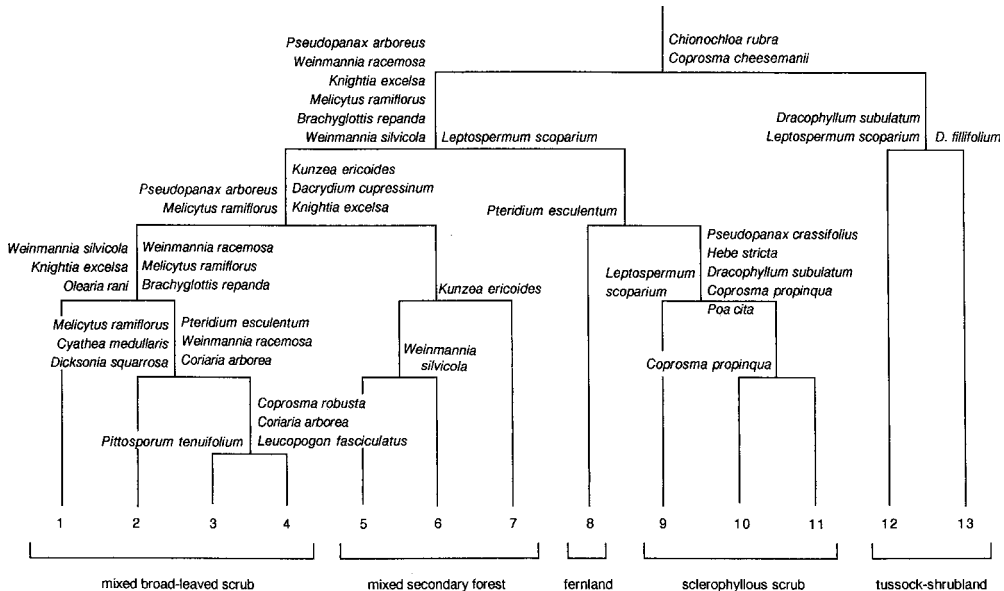 Chionochloa rubra
Coprosma cheesemanii
Pseudopanax arboreus
Weinmannia racemosa
Knightia excelsa
Melicytus ramiflorus
Brachyglottis repanda
Weinmannia silvicola
Leptospermum scoparium
Dracophyllum subulatum
Leptospermum scoparium
D. fillifolium
Pseudopanax arboreus
Melicytus ramiflorus
Kunzea ericoides
Dacrydium cupressinum
Knightia excelsa
Pteridium esculentum
Weinmannia silvicola
Knightia excelsa
Olearia rani
Weinmannia racemosa
Melicytus ramiflorus
Brachyglottis repanda
Kunzea ericoides
Leptospermum
scoparium
Pseudopanax crassifolius
Hebe stricta
Dracophyllum subulatum
Coprosma propinqua
Poa cita
Melicytus ramiflorus
Cyathea medullaris
Dicksonia squarrosa
Pteridium esculentum
Weinmannia racemosa
Coriaria arborea
Weinmannia
silvicola
Coprosma propinqua
Pittosporum tenuifolium
Coprosma robusta
Coriaria arborea
Leucopogon fasciculatus
1 2 3 4 5 6 7 8 9 10 11 12 13
mixed broad-leaved scrub mixed secondary forest fernland sclerophyllous scrub tussock-shrubland